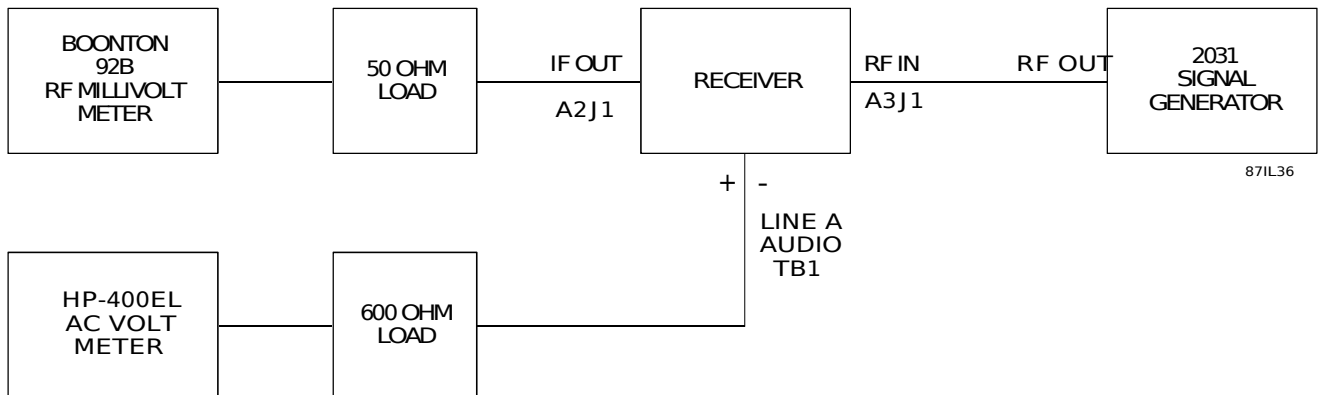 BOONTON
92B
RF MILLIVOLT
METER
50 OHM
LOAD
IF OUT
A2J1
RECEIVER
RF IN
A3J1
RF OUT
2031
SIGNAL
GENERATOR
87IL36
+ -
LINE A
AUDIO
TB1
HP-400EL
AC VOLT
METER
600 OHM
LOAD